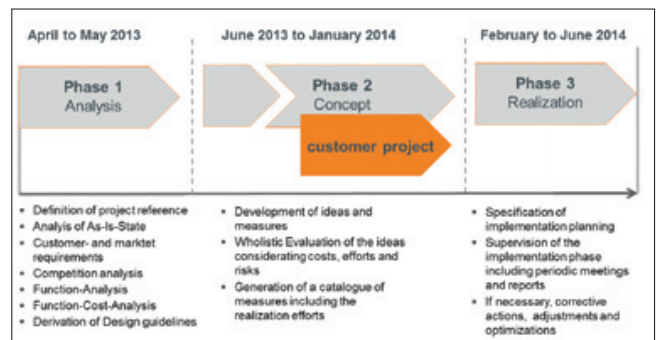 April to May 2013
June 2013 to January 2014
February to June 2014
Phase 1
Analysis
Phase 2
Concept
Phase 3
Realization
customer project
• Definition of project reference
• Analyis of As-Is-State
• Customer- and marktet
requirements
• Competition analysis
• Function-Analysis
• Function-Cost-Analysis
• Derivation of Design guidelines
• Development of ideas and
measures
• Wholistic Evaluation of the ideas
considering costs, efforts and
risks
• Generation of a catalogue of
measures including the
realization efforts
• Specification of
implementation planning
• Supervision of the
implementation phase
including periodic meetings
and reports
• If necessary, corrective
actions, adjustments and
optimizations